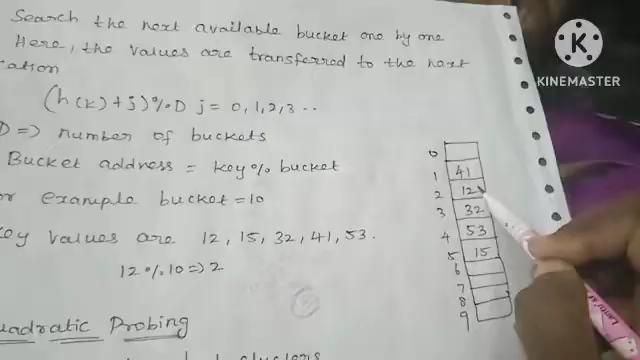 Search the next available bucket one by one
Here, the values are transferred to the next
(h(k)+j)%D j = 0,1,2,3 ..
D => number of buckets
Bucket address = key % bucket
example bucket = 10
key values are 12, 15, 32, 41, 53.
12%10 => 2
Quadratic Probing
0
1 41
2 12
3 32
4 53
5 15
6
7
8
9
KINEMASTER